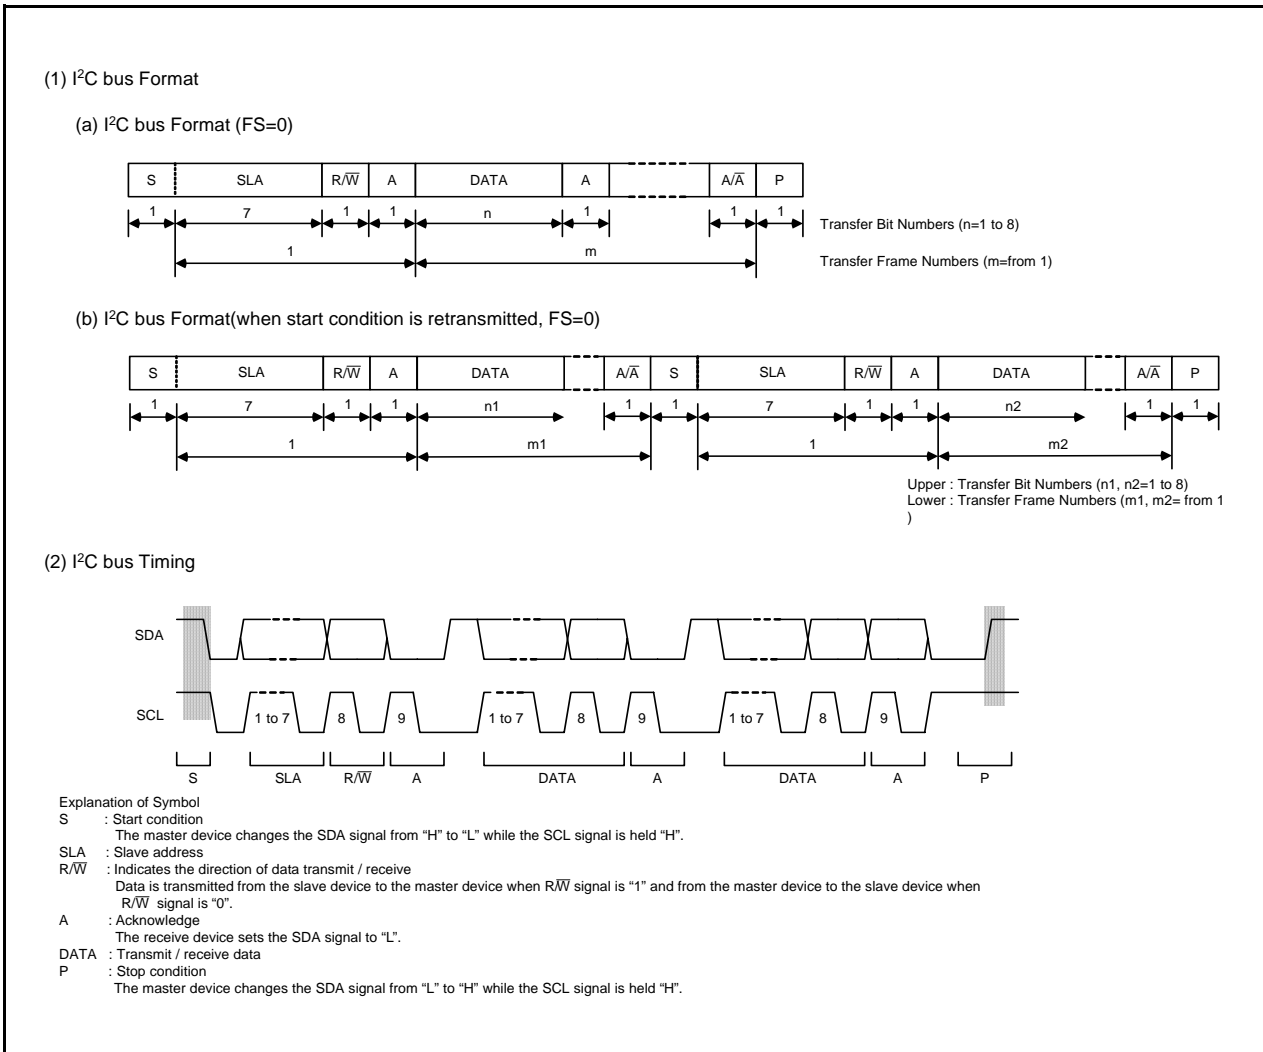 (1) I²C bus Format
(a) I²C bus Format (FS=0)
S SLA R/W̅ A DATA A A/A̅ P
1 7 1 1 n 1 1 1
Transfer Bit Numbers (n=1 to 8)
1 m
Transfer Frame Numbers (m=from 1)
(b) I²C bus Format(when start condition is retransmitted, FS=0)
S SLA R/W̅ A DATA A/A̅ S SLA R/W̅ A DATA A/A̅ P
1 7 1 1 n1 1 1 7 1 1 n2 1 1
1 m1 1 m2
Upper : Transfer Bit Numbers (n1, n2=1 to 8)
Lower : Transfer Frame Numbers (m1, m2= from 1
)
(2) I²C bus Timing
SDA
SCL
1 to 7 8 9 1 to 7 8 9 1 to 7 8 9
S SLA R/W̅ A DATA A DATA A P
Explanation of Symbol
S : Start condition
The master device changes the SDA signal from “H” to “L” while the SCL signal is held “H”.
SLA : Slave address
R/W̅ : Indicates the direction of data transmit / receive
Data is transmitted from the slave device to the master device when R/W̅ signal is “1” and from the master device to the slave device when
R/W̅ signal is “0”.
A : Acknowledge
The receive device sets the SDA signal to “L”.
DATA : Transmit / receive data
P : Stop condition
The master device changes the SDA signal from “L” to “H” while the SCL signal is held “H”.